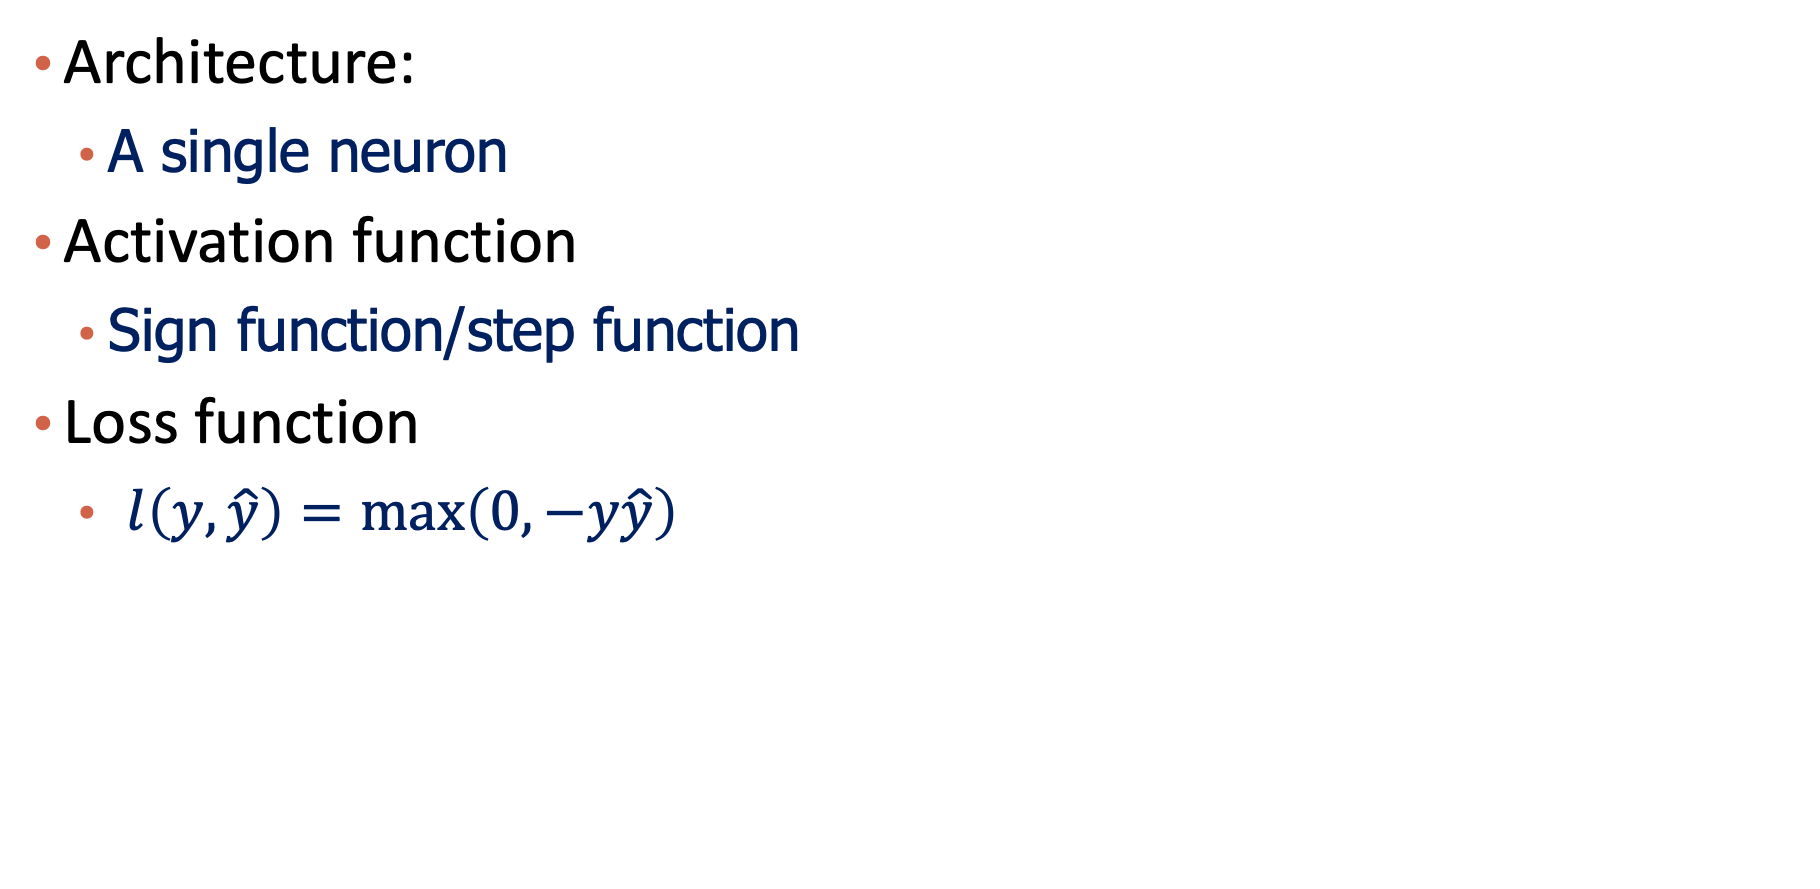 • Architecture:
• A single neuron
• Activation function
• Sign function/step function
• Loss function
• l(y, ŷ) = max(0, −yŷ)